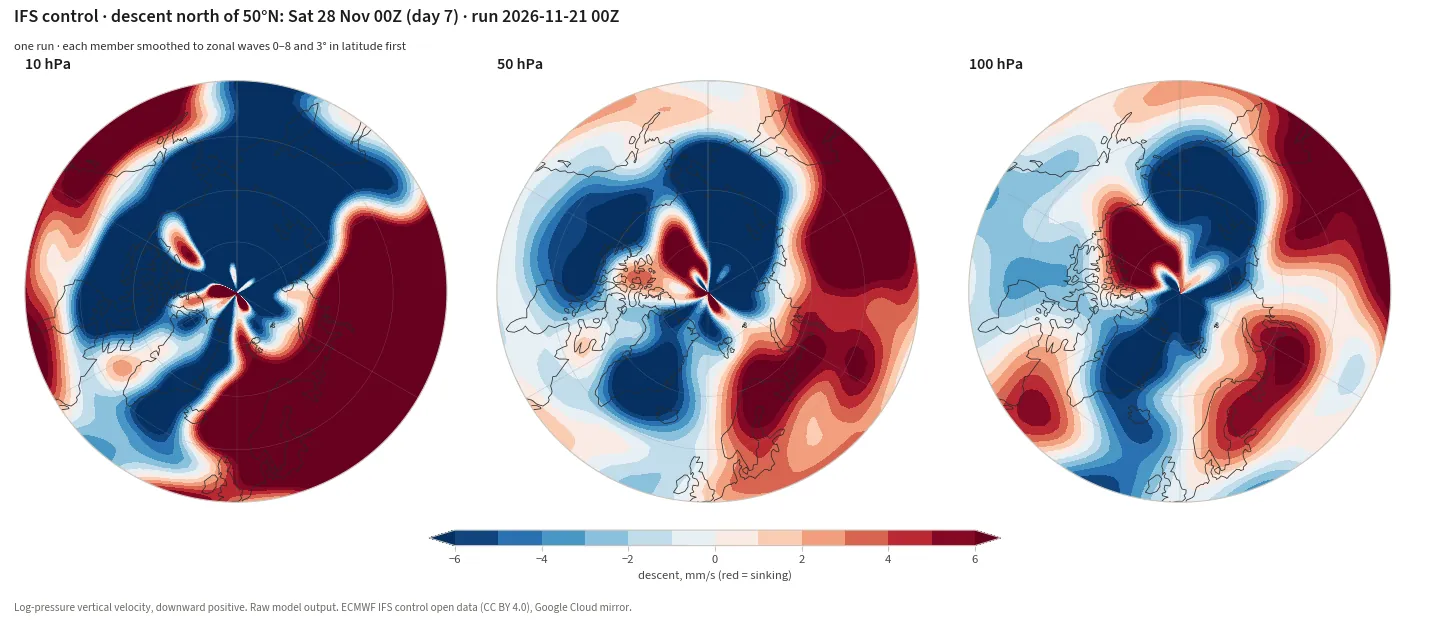 IFS control · descent north of 50°N: Sat 28 Nov 00Z (day 7) · run 2026-11-21 00Z
one run · each member smoothed to zonal waves 0–8 and 3° in latitude first
10 hPa
50 hPa
100 hPa
−6 −4 −2 0 2 4 6
descent, mm/s (red = sinking)
Log-pressure vertical velocity, downward positive. Raw model output. ECMWF IFS control open data (CC BY 4.0), Google Cloud mirror.